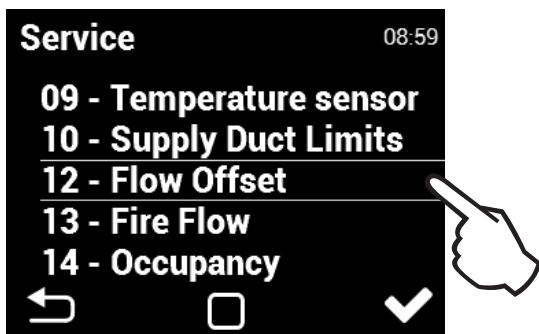 Service 08:59
09 - Temperature sensor
10 - Supply Duct Limits
12 - Flow Offset
13 - Fire Flow
14 - Occupancy